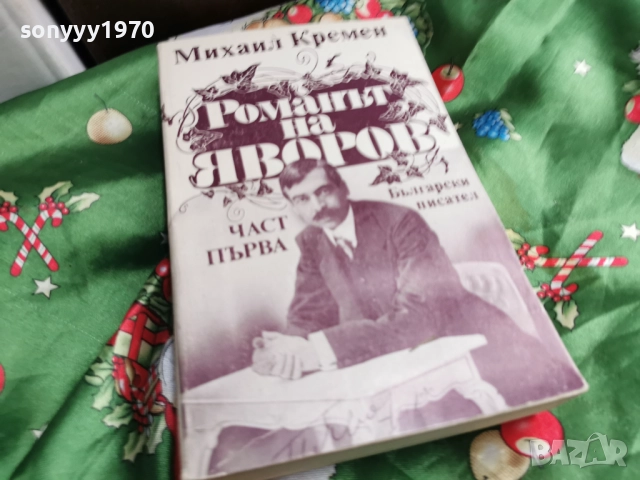 sonyyy1970
Михаил Кремен
Романът
на
Яворов
Български
писател
ЧАСТ
ПЪРВА
BAZAR